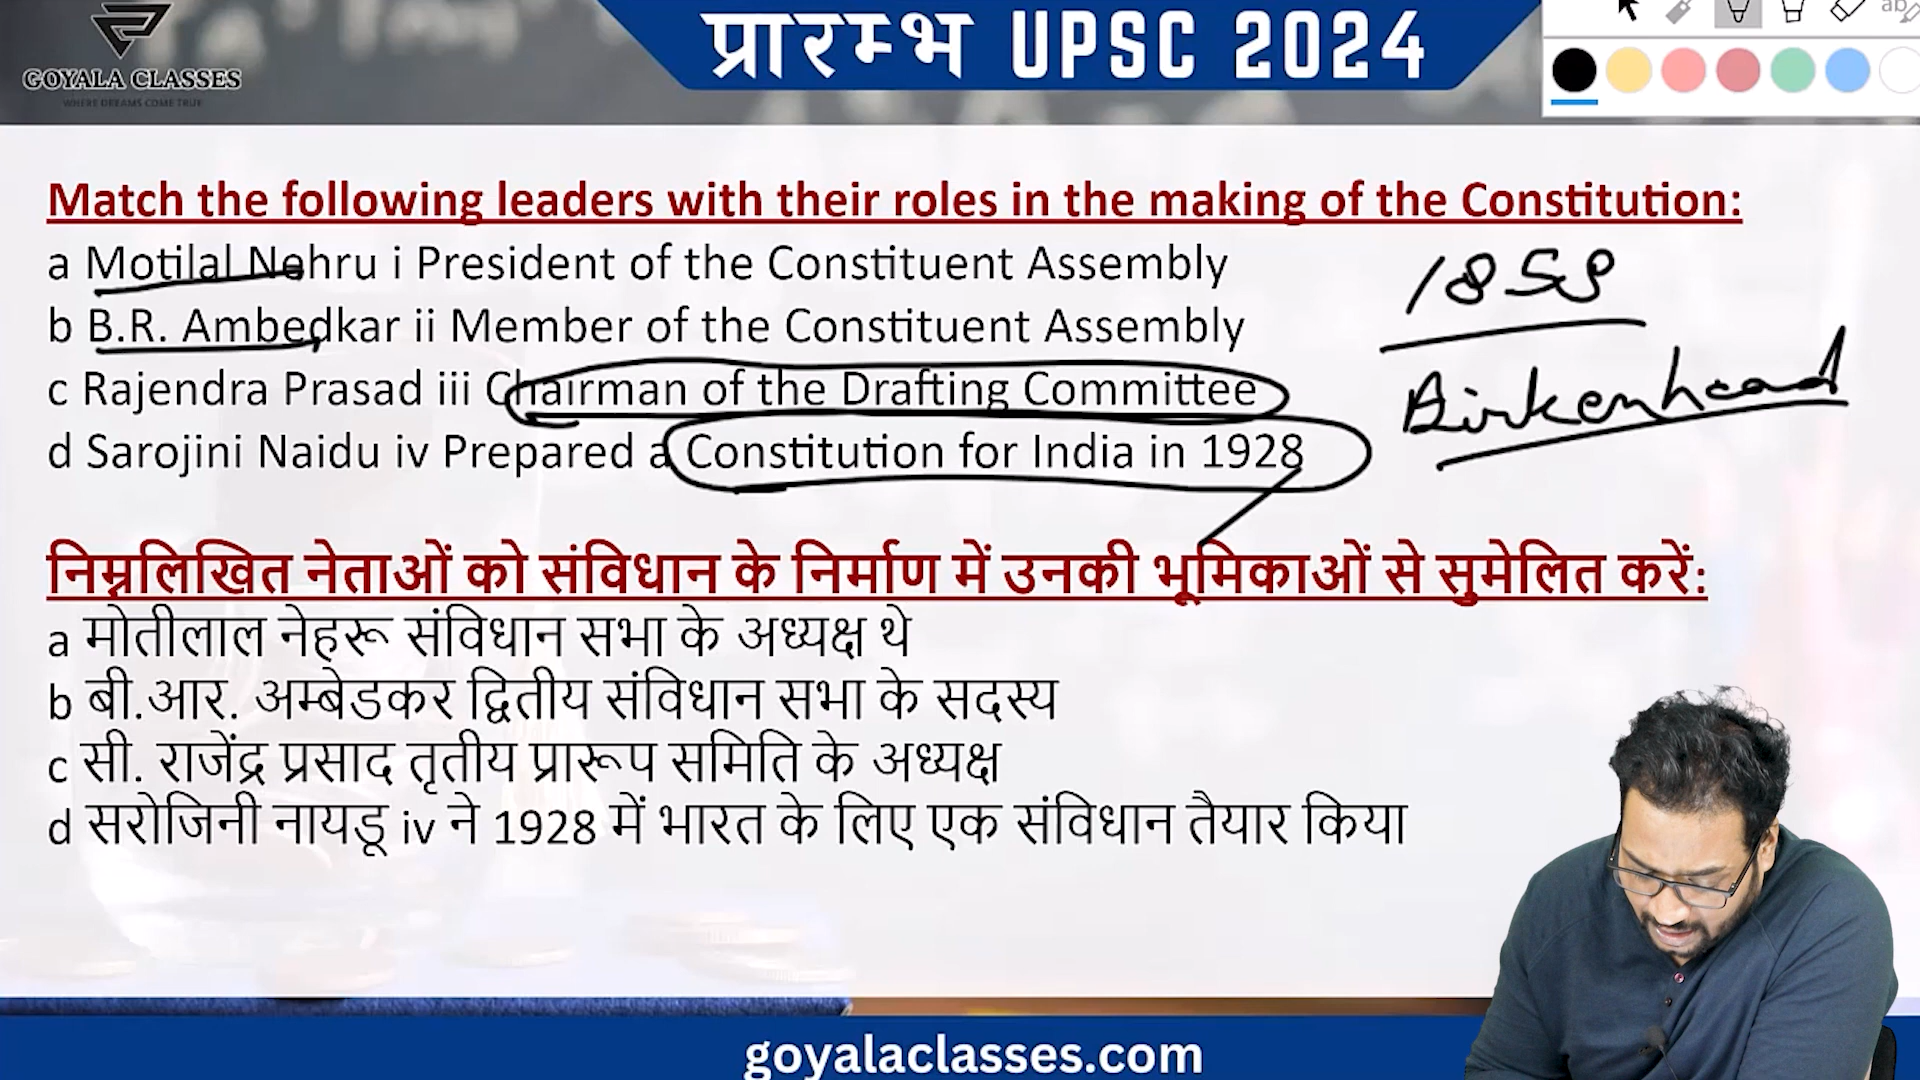 GOYALA CLASSES
WHERE DREAMS COME TRUE
प्रारम्भ UPSC 2024
Match the following leaders with their roles in the making of the Constitution:
a Motilal Nehru i President of the Constituent Assembly
b B.R. Ambedkar ii Member of the Constituent Assembly
c Rajendra Prasad iii Chairman of the Drafting Committee
d Sarojini Naidu iv Prepared a Constitution for India in 1928
1858
Birkenhead
निम्नलिखित नेताओं को संविधान के निर्माण में उनकी भूमिकाओं से सुमेलित करें:
a मोतीलाल नेहरू संविधान सभा के अध्यक्ष थे
b बी.आर. अम्बेडकर द्वितीय संविधान सभा के सदस्य
c सी. राजेंद्र प्रसाद तृतीय प्रारूप समिति के अध्यक्ष
d सरोजिनी नायडू iv ने 1928 में भारत के लिए एक संविधान तैयार किया
goyalaclasses.com